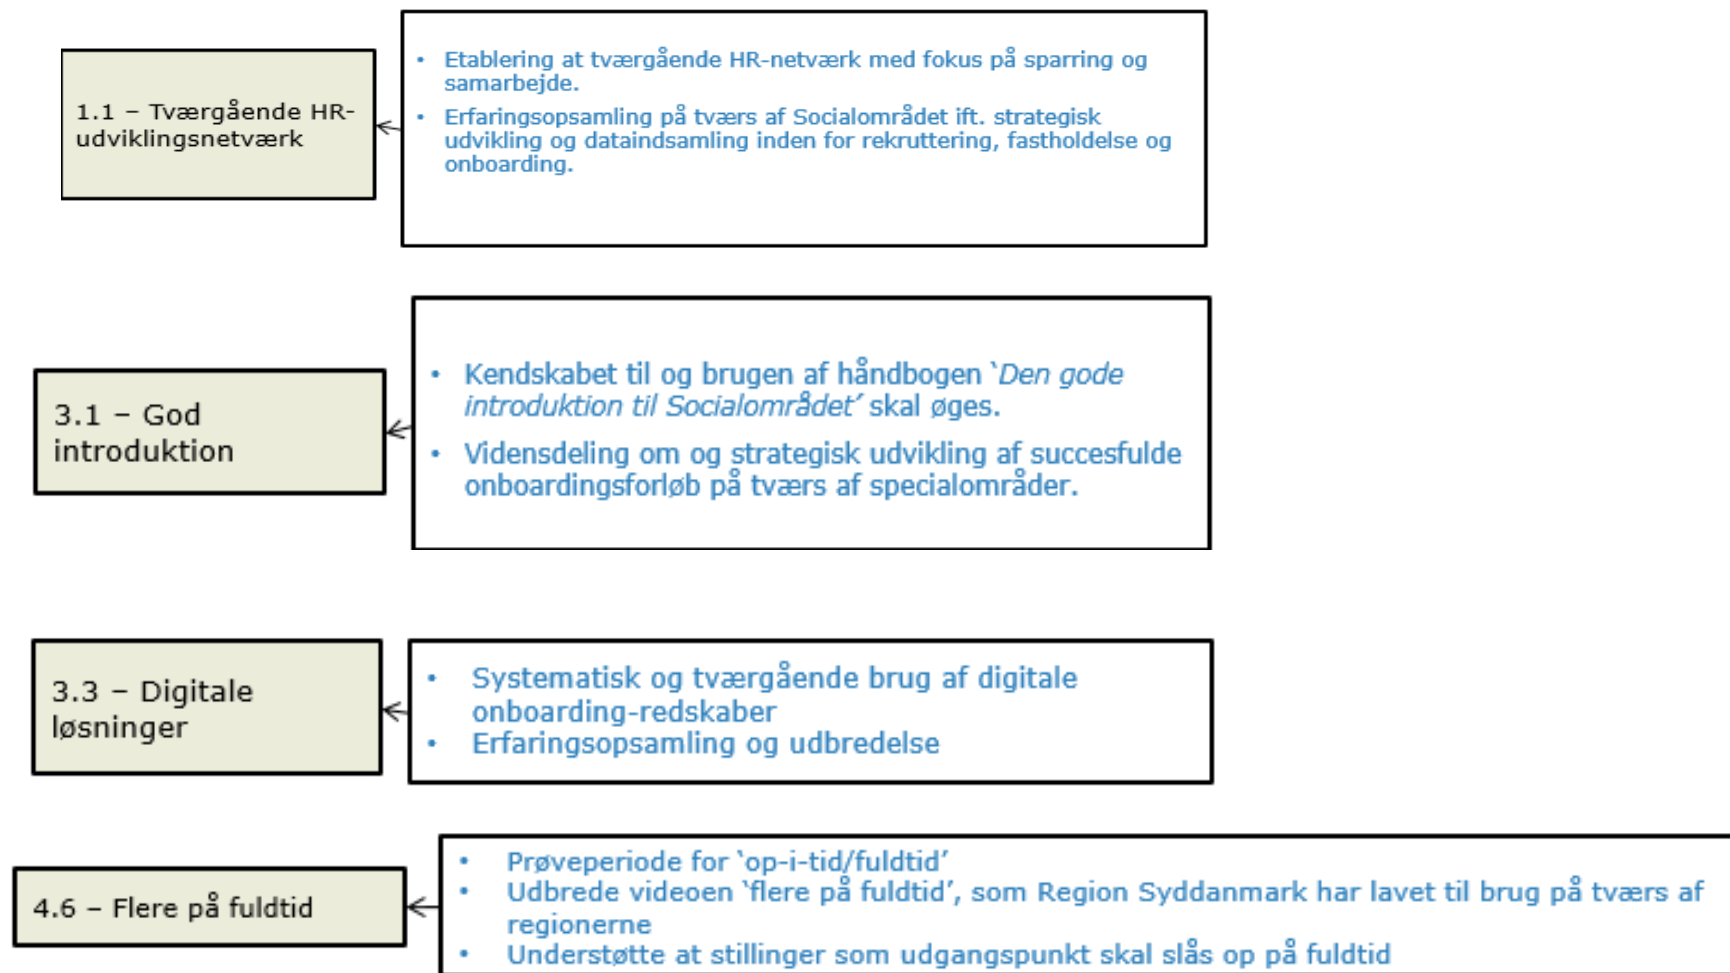 1.1 – Tværgående HR-
udviklingsnetværk
• Etablering at tværgående HR-netværk med fokus på sparring og
samarbejde.
• Erfaringsopsamling på tværs af Socialområdet ift. strategisk
udvikling og dataindsamling inden for rekruttering, fastholdelse og
onboarding.
3.1 – God
introduktion
• Kendskabet til og brugen af håndbogen ‘Den gode
introduktion til Socialområdet’ skal øges.
• Vidensdeling om og strategisk udvikling af succesfulde
onboardingsforløb på tværs af specialområder.
3.3 – Digitale
løsninger
• Systematisk og tværgående brug af digitale
onboarding-redskaber
• Erfaringsopsamling og udbredelse
4.6 – Flere på fuldtid
• Prøveperiode for ‘op-i-tid/fuldtid’
• Udbrede videoen ‘flere på fuldtid’, som Region Syddanmark har lavet til brug på tværs af
regionerne
• Understøtte at stillinger som udgangspunkt skal slås op på fuldtid